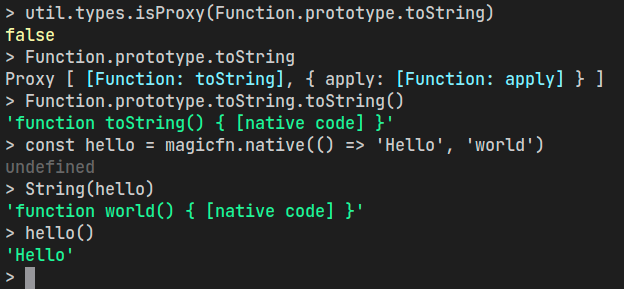 > util.types.isProxy(Function.prototype.toString)
false
> Function.prototype.toString
Proxy [ [Function: toString], { apply: [Function: apply] } ]
> Function.prototype.toString.toString()
'function toString() { [native code] }'
> const hello = magicfn.native(() => 'Hello', 'world')
undefined
> String(hello)
'function world() { [native code] }'
> hello()
'Hello'
>